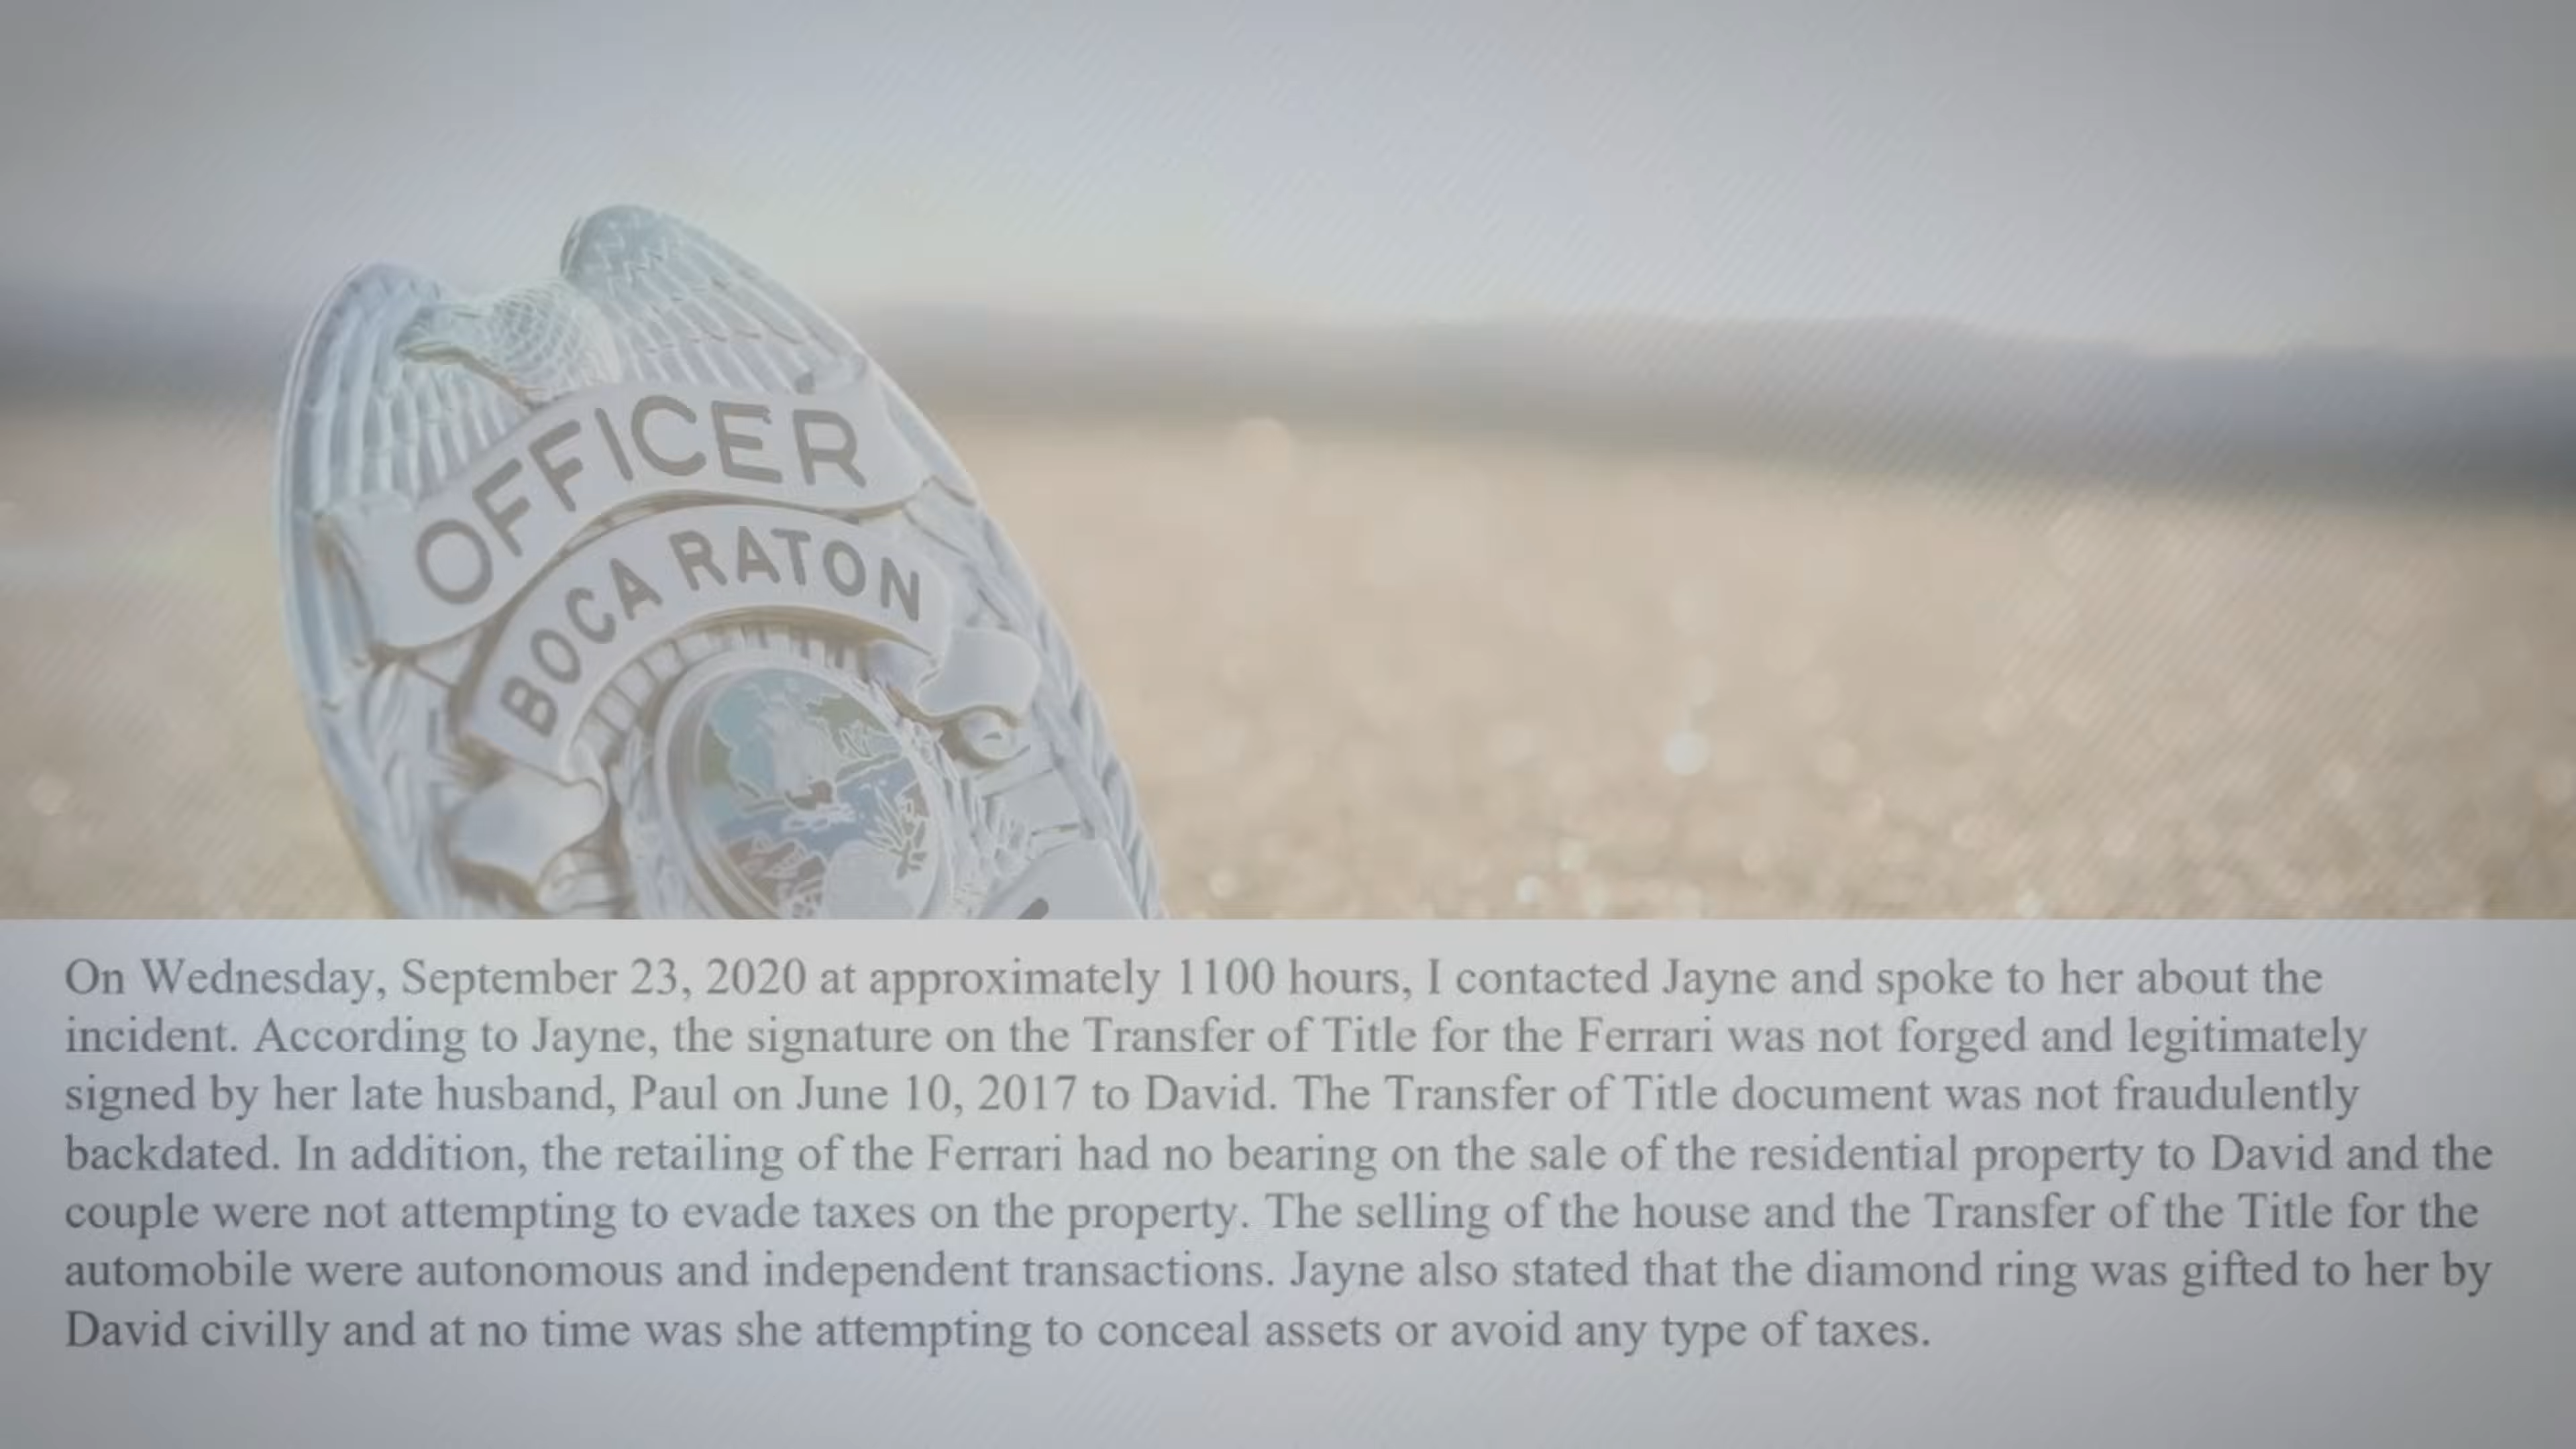 OFFICER
BOCA RATON
On Wednesday, September 23, 2020 at approximately 1100 hours, I contacted Jayne and spoke to her about the
incident. According to Jayne, the signature on the Transfer of Title for the Ferrari was not forged and legitimately
signed by her late husband, Paul on June 10, 2017 to David. The Transfer of Title document was not fraudulently
backdated. In addition, the retailing of the Ferrari had no bearing on the sale of the residential property to David and the
couple were not attempting to evade taxes on the property. The selling of the house and the Transfer of the Title for the
automobile were autonomous and independent transactions. Jayne also stated that the diamond ring was gifted to her by
David civilly and at no time was she attempting to conceal assets or avoid any type of taxes.